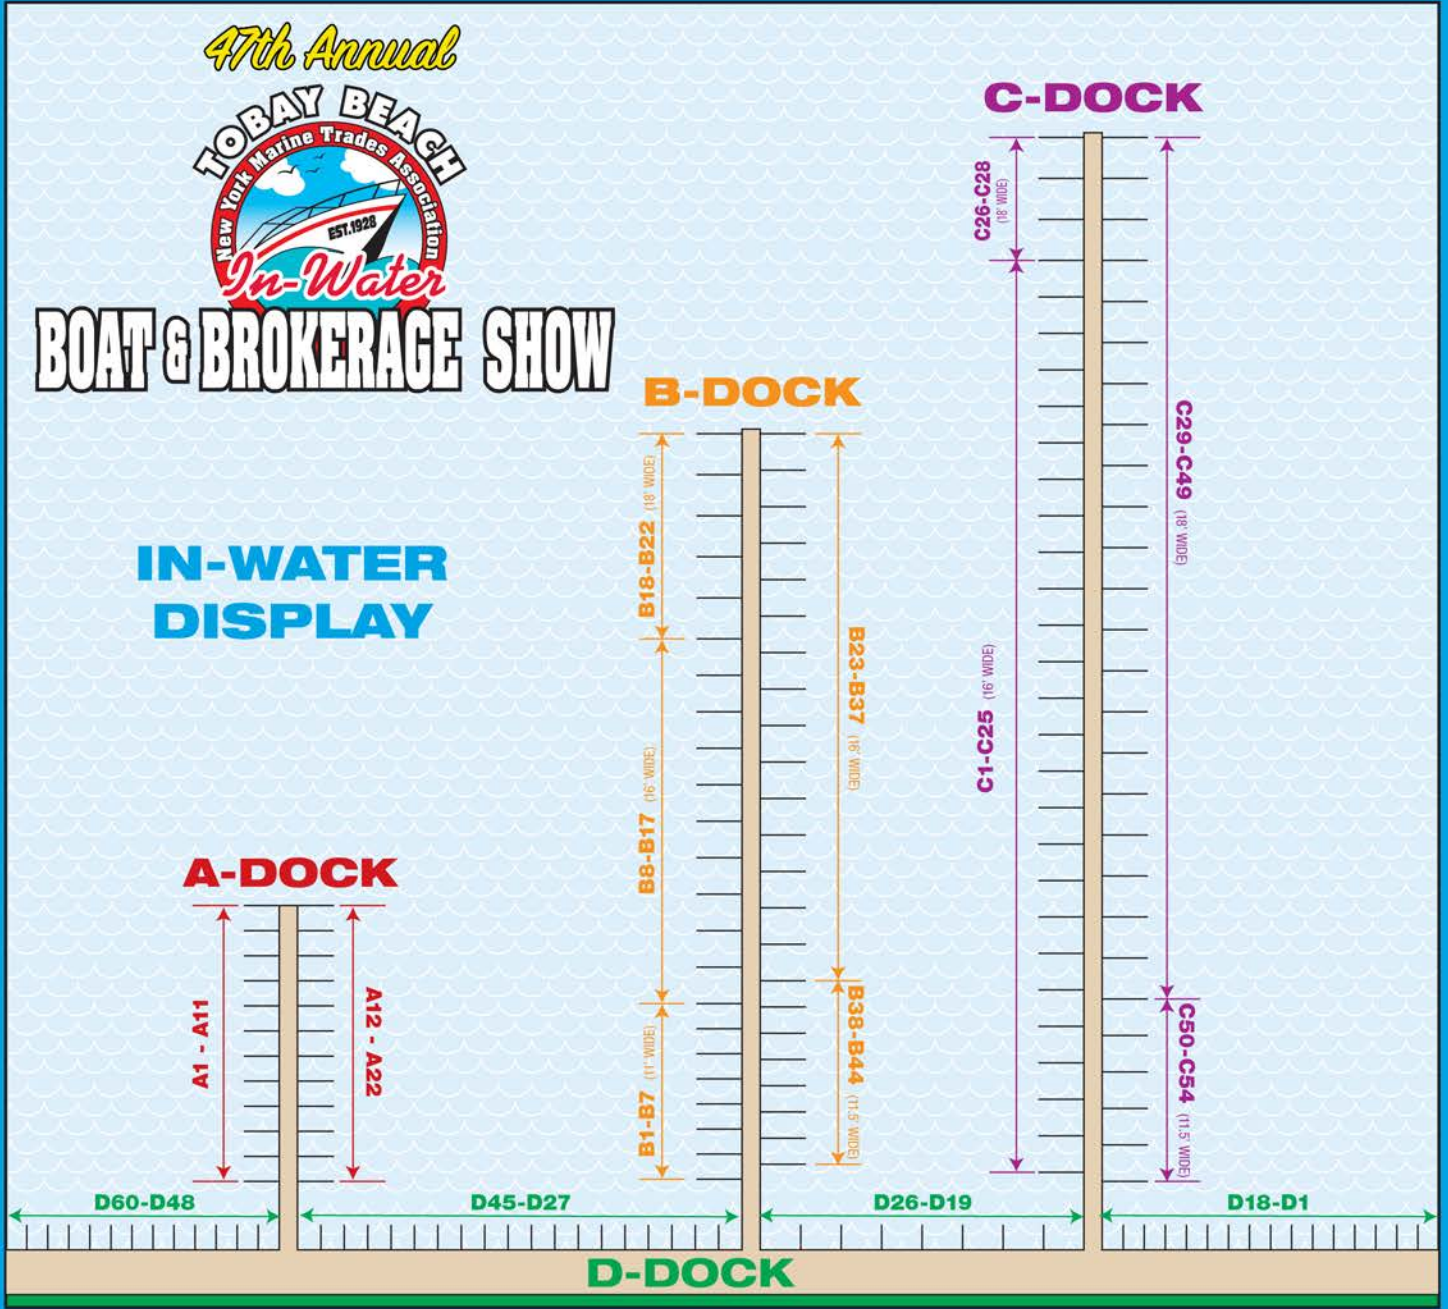 47th Annual
TOBAY BEACH
New York Marine Trades Association
EST.1928
In-Water
BOAT & BROKERAGE SHOW
IN-WATER
DISPLAY
A-DOCK
A1 - A11
A12 - A22
B-DOCK
B18-B22 (18' WIDE)
B8-B17 (16' WIDE)
B1-B7 (11' WIDE)
B23-B37 (16' WIDE)
B38-B44 (11.5' WIDE)
C-DOCK
C26-C28
(18' WIDE)
C1-C25 (16' WIDE)
C29-C49 (18' WIDE)
C50-C54 (11.5' WIDE)
D60-D48
D45-D27
D26-D19
D18-D1
D-DOCK